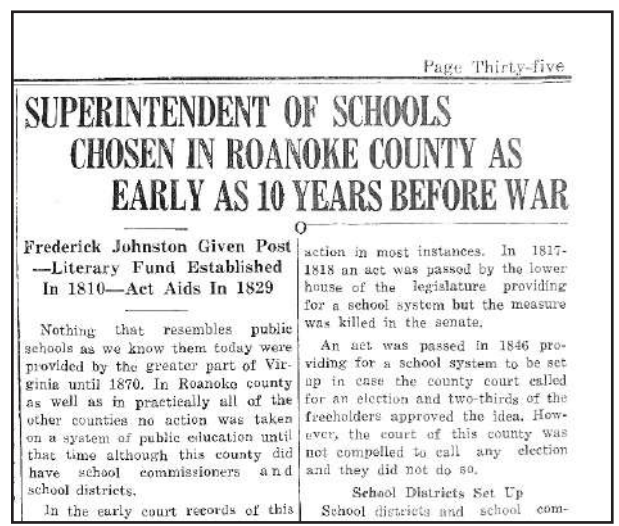 Page Thirty-five
SUPERINTENDENT OF SCHOOLS
CHOSEN IN ROANOKE COUNTY AS
EARLY AS 10 YEARS BEFORE WAR
Frederick Johnston Given Post
—Literary Fund Established
In 1810—Act Aids In 1829
Nothing that resembles public
schools as we know them today were
provided by the greater part of Vir-
ginia until 1870. In Roanoke county
as well as in practically all of the
other counties no action was taken
on a system of public education until
that time although this county did
have school commissioners and
school districts.
In the early court records of this
action in most instances. In 1817-
1818 an act was passed by the lower
house of the legislature providing
for a school system but the measure
was killed in the senate.
An act was passed in 1846 pro-
viding for a school system to be set
up in case the county court called
for an election and two-thirds of the
freeholders approved the idea. How-
ever, the court of this county was
not compelled to call any election
and they did not do so.
School Districts Set Up
School districts and school com-